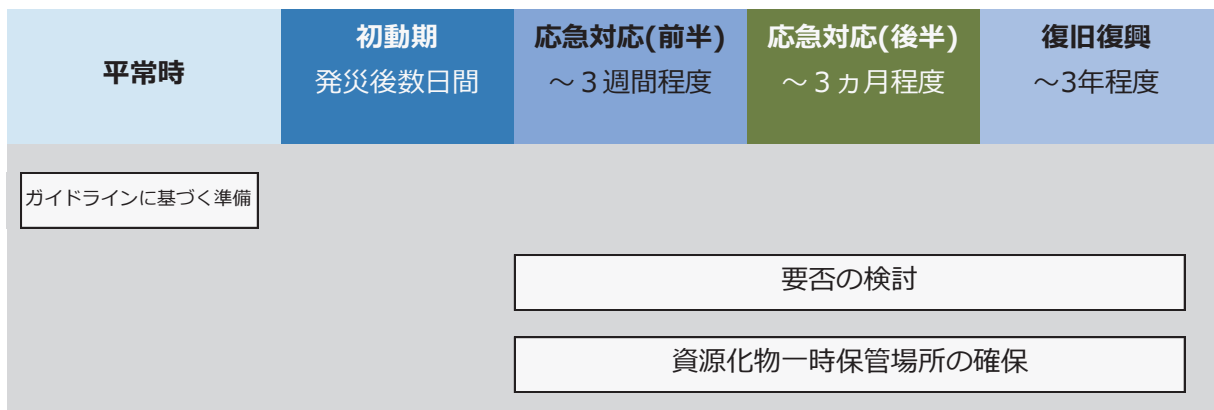 平常時
初動期
発災後数日間
応急対応(前半)
～３週間程度
応急対応(後半)
～３ヵ月程度
復旧復興
～3年程度
ガイドラインに基づく準備
要否の検討
資源化物一時保管場所の確保